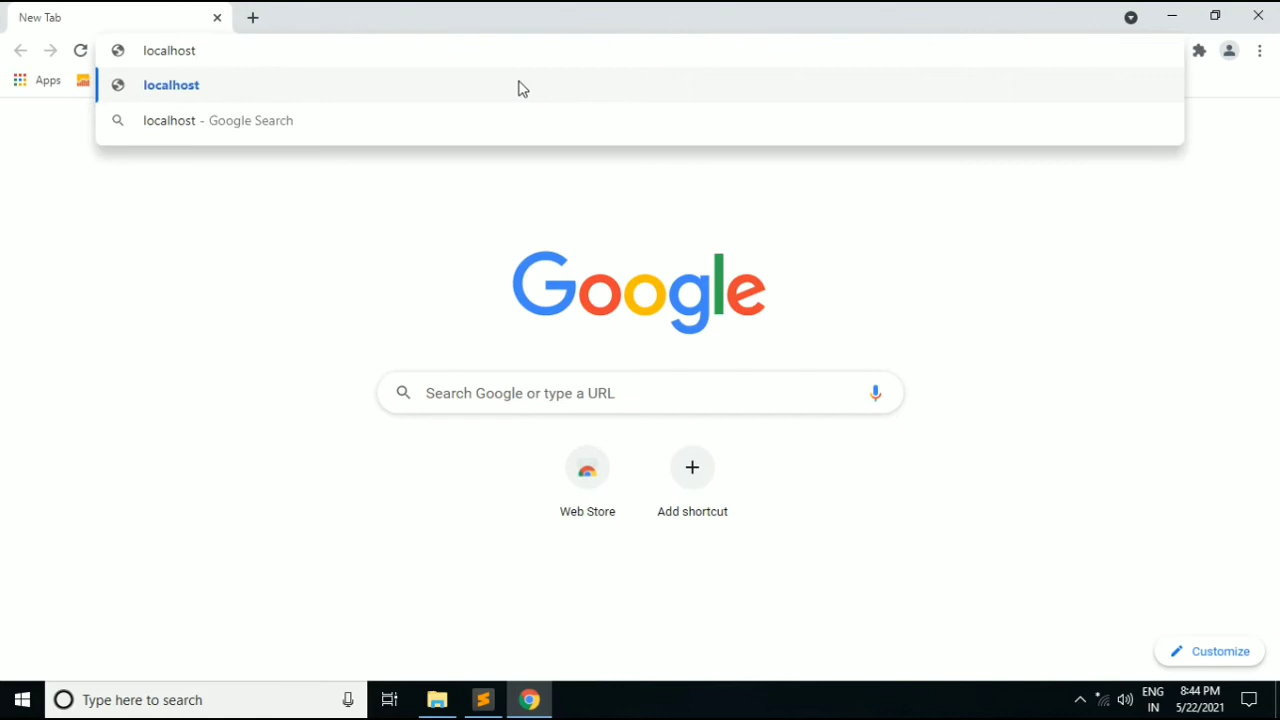 New Tab
localhost
Apps
localhost
localhost - Google Search
Google
Search Google or type a URL
Web Store
Add shortcut
Customize
Type here to search
ENG
IN
8:44 PM
5/22/2021